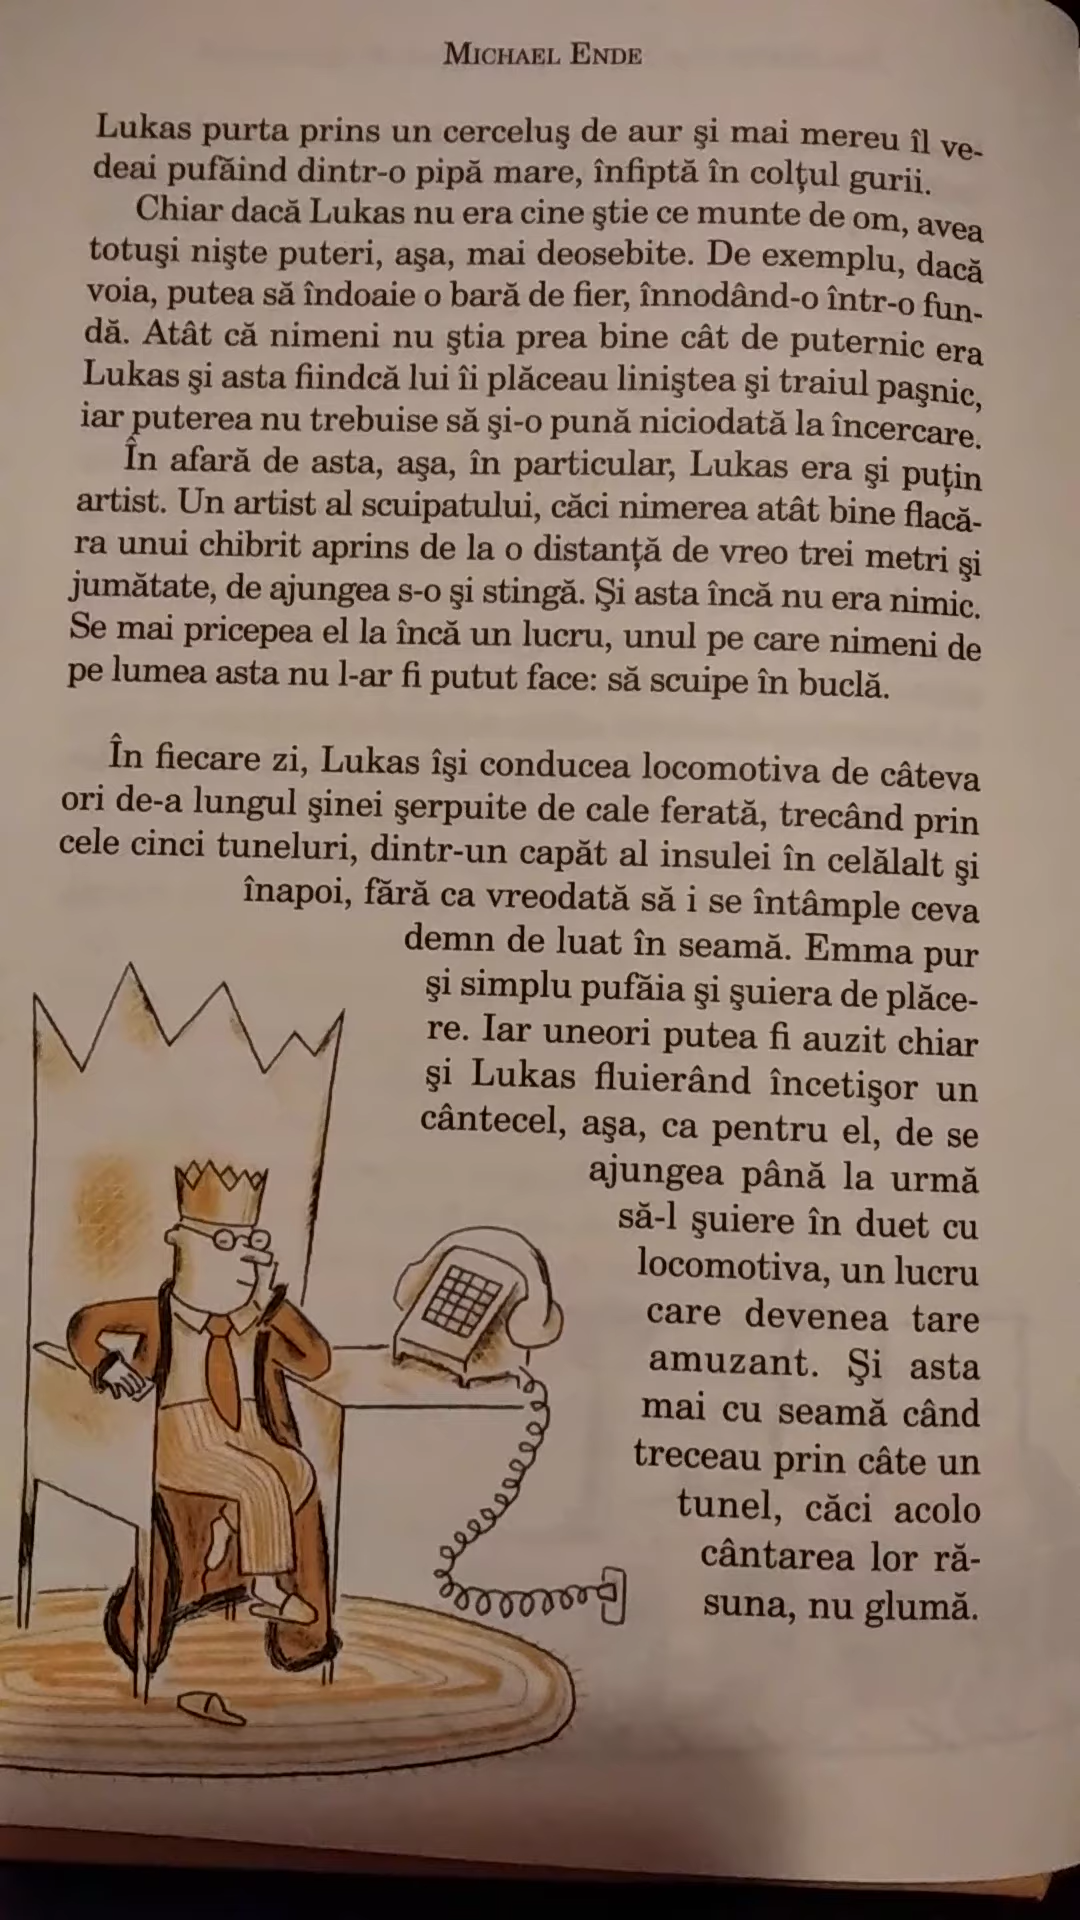 MICHAEL ENDE
Lukas purta prins un cerceluş de aur şi mai mereu îl ve-
deai pufăind dintr-o pipă mare, înfiptă în colţul gurii.
Chiar dacă Lukas nu era cine ştie ce munte de om, avea
totuşi nişte puteri, aşa, mai deosebite. De exemplu, dacă
voia, putea să îndoaie o bară de fier, înnodând-o într-o fun-
dă. Atât că nimeni nu ştia prea bine cât de puternic era
Lukas şi asta fiindcă lui îi plăceau liniştea şi traiul paşnic,
iar puterea nu trebuise să şi-o pună niciodată la încercare.
În afară de asta, aşa, în particular, Lukas era şi puţin
artist. Un artist al scuipatului, căci nimerea atât bine flacă-
ra unui chibrit aprins de la o distanţă de vreo trei metri şi
jumătate, de ajungea s-o şi stingă. Şi asta încă nu era nimic.
Se mai pricepea el la încă un lucru, unul pe care nimeni de
pe lumea asta nu l-ar fi putut face: să scuipe în buclă.
În fiecare zi, Lukas îşi conducea locomotiva de câteva
ori de-a lungul şinei şerpuite de cale ferată, trecând prin
cele cinci tuneluri, dintr-un capăt al insulei în celălalt şi
înapoi, fără ca vreodată să i se întâmple ceva
demn de luat în seamă. Emma pur
şi simplu pufăia şi şuiera de plăce-
re. Iar uneori putea fi auzit chiar
şi Lukas fluierând încetişor un
cântecel, aşa, ca pentru el, de se
ajungea până la urmă
să-l şuiere în duet cu
locomotiva, un lucru
care devenea tare
amuzant. Şi asta
mai cu seamă când
treceau prin câte un
tunel, căci acolo
cântarea lor ră-
suna, nu glumă.